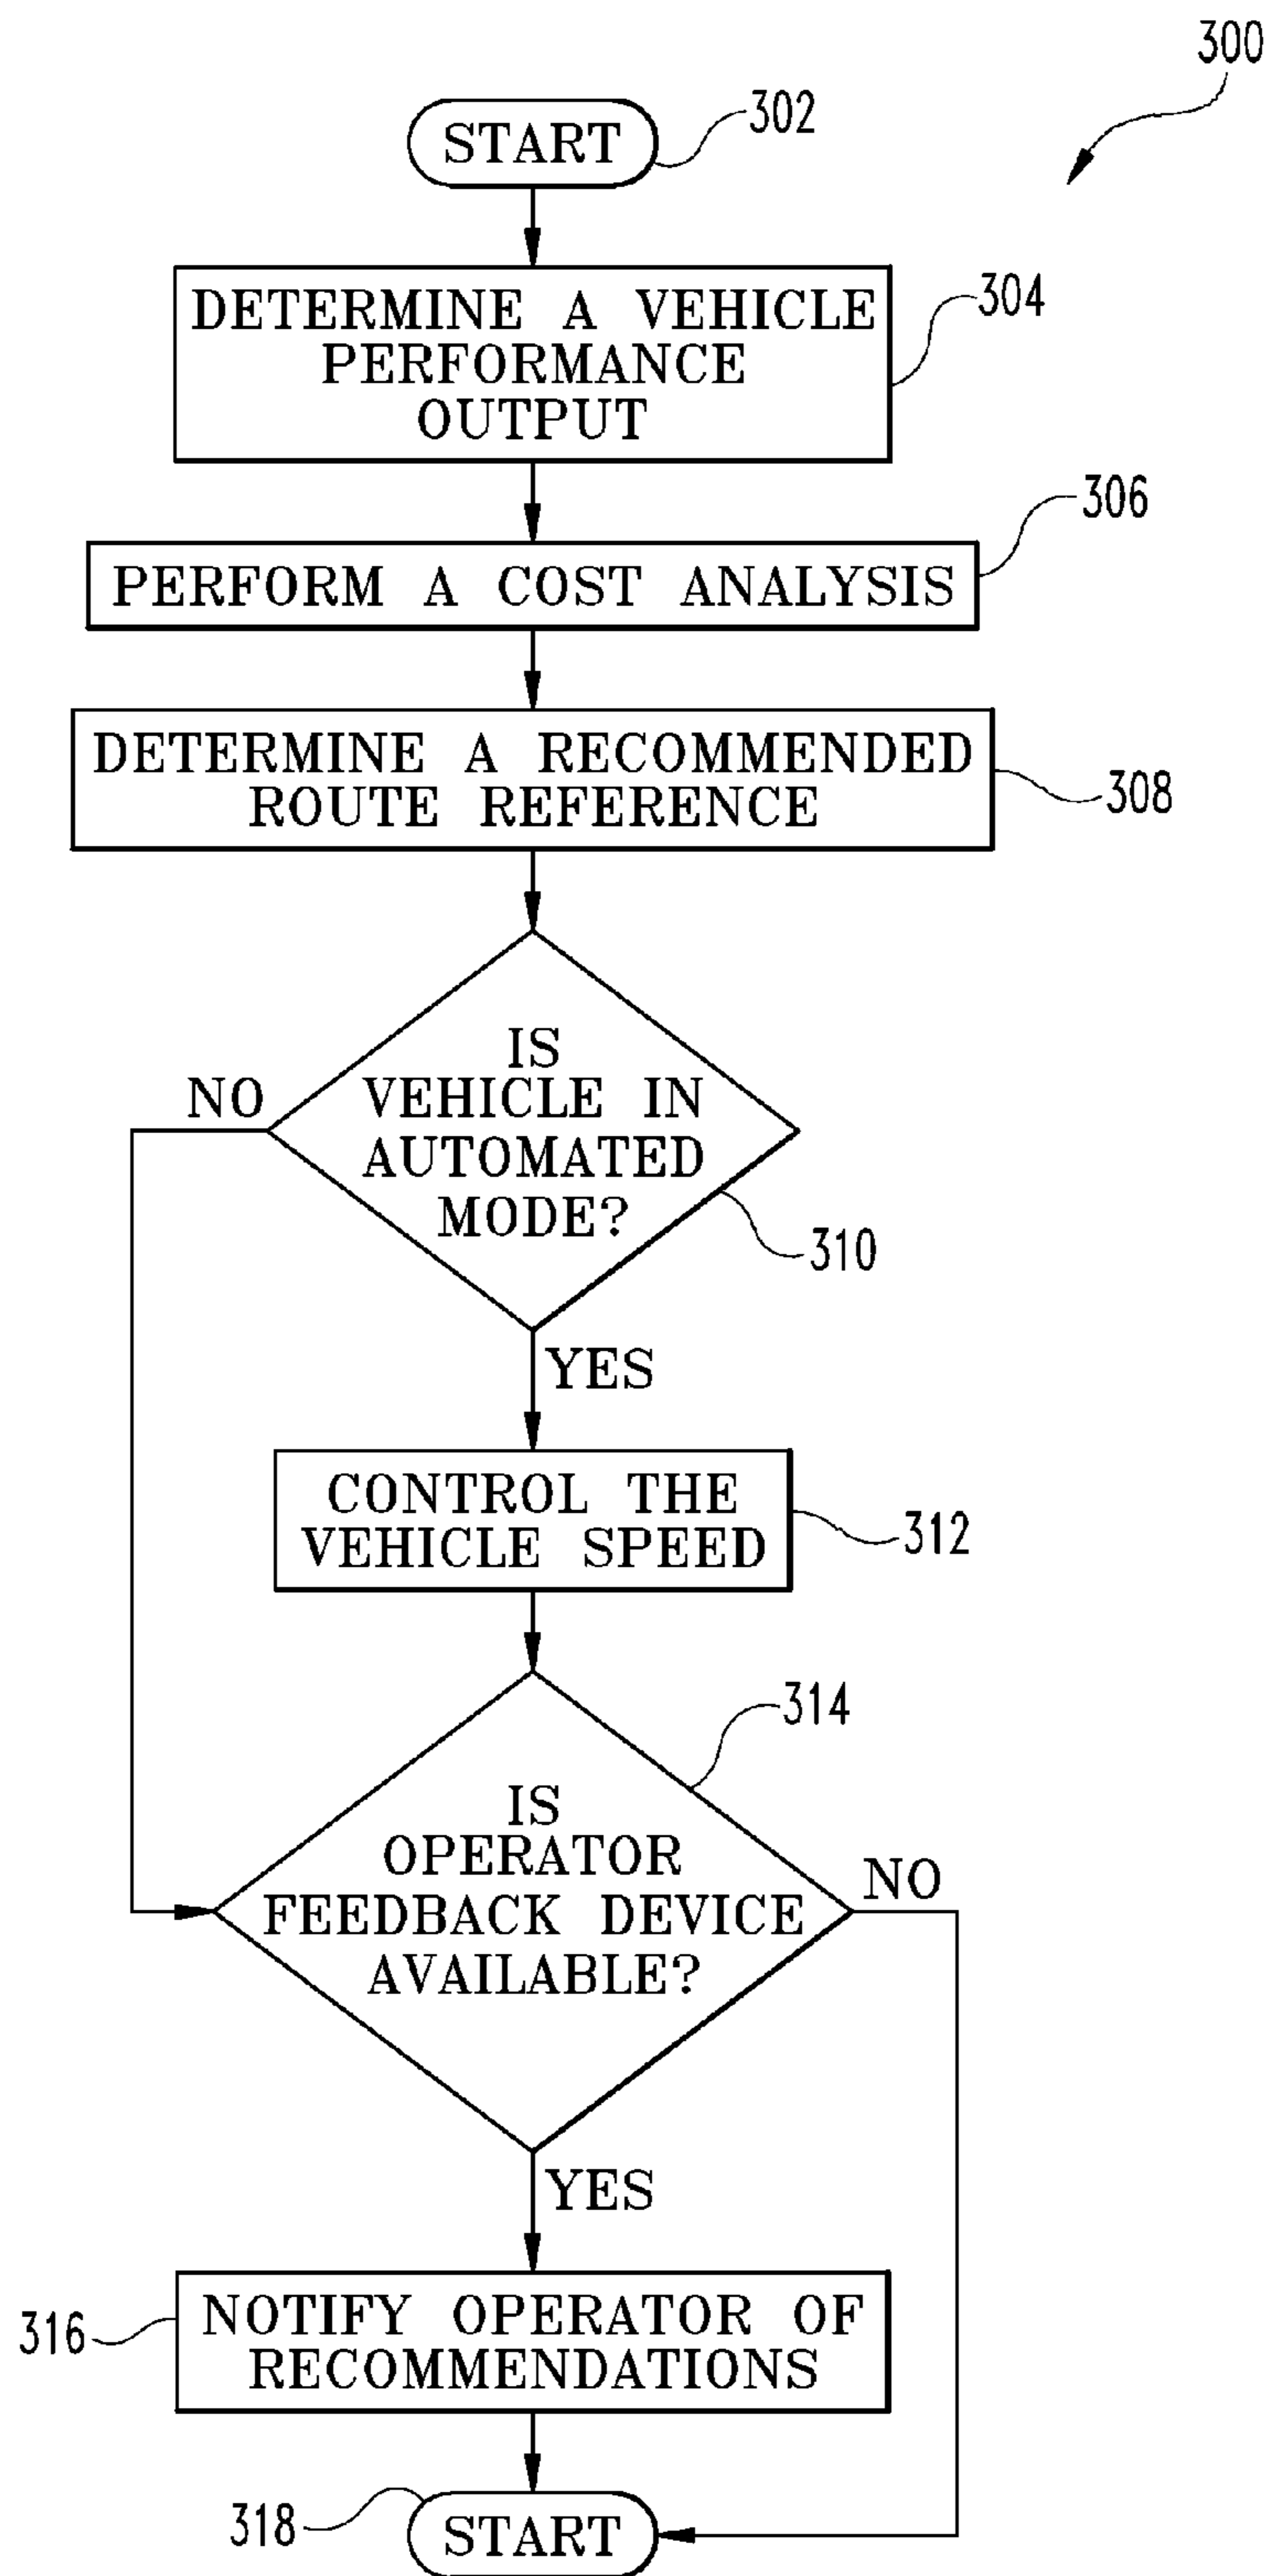 300
START
302
DETERMINE A VEHICLE
PERFORMANCE
OUTPUT
304
306
PERFORM A COST ANALYSIS
DETERMINE A RECOMMENDED
ROUTE REFERENCE
308
IS
VEHICLE IN
AUTOMATED
MODE?
NO
310
YES
CONTROL THE
VEHICLE SPEED
312
314
IS
OPERATOR
FEEDBACK DEVICE
AVAILABLE?
NO
YES
316
NOTIFY OPERATOR OF
RECOMMENDATIONS
318
START